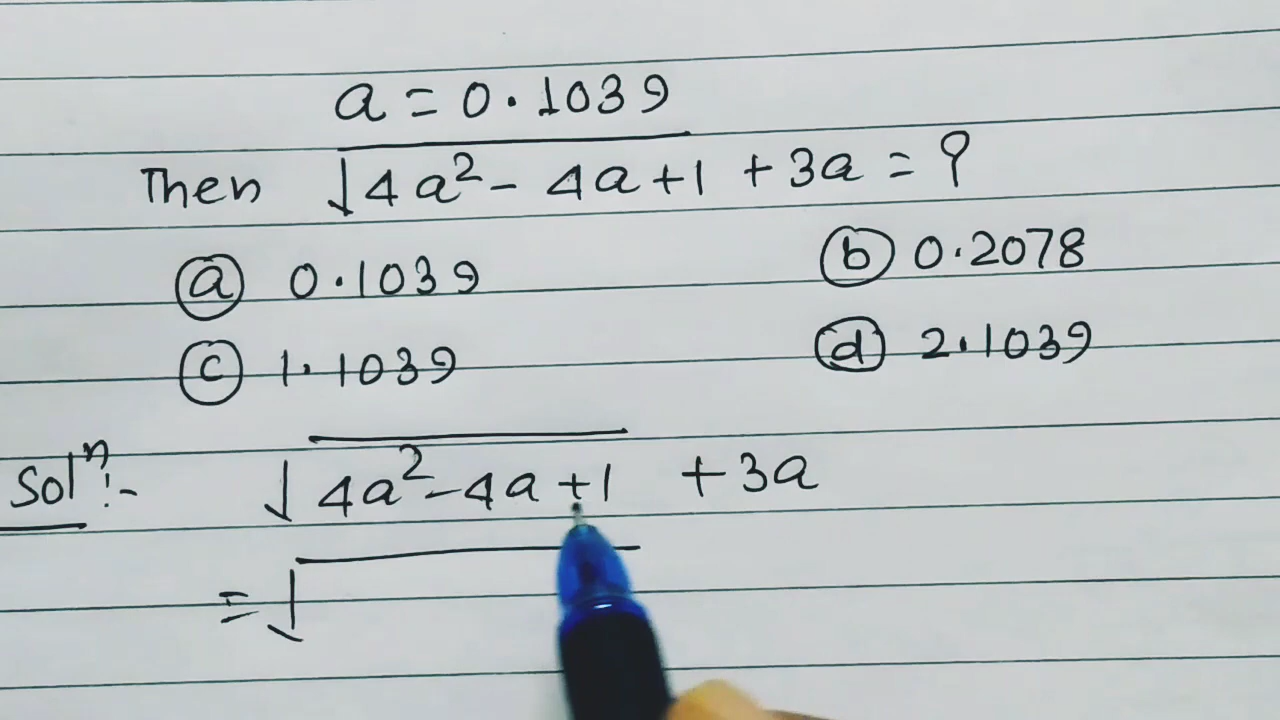 a = 0.1039
Then √4a² - 4a + 1 + 3a = ?
ⓐ 0.1039 ⓑ 0.2078
ⓒ 1.1039 ⓓ 2.1039
Solⁿ:- √4a² - 4a + 1 + 3a
= √